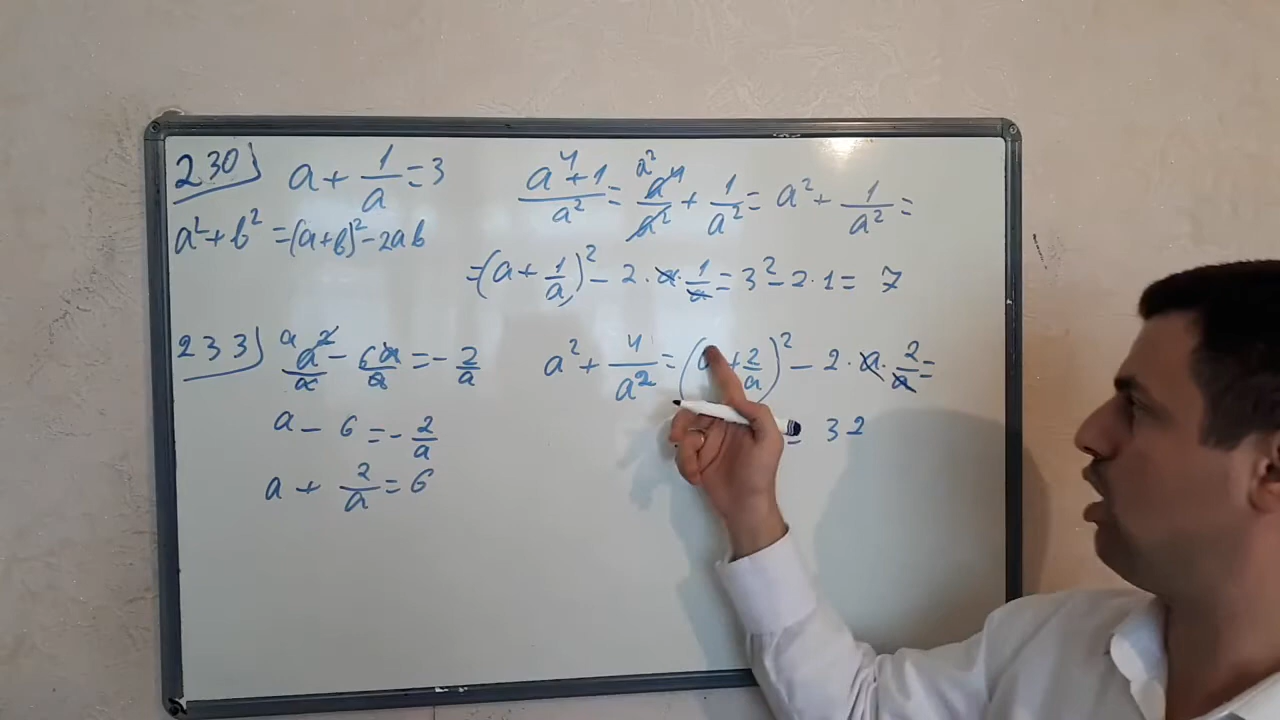 230) a + 1/a = 3
a⁴+1/a² = a⁴/a² + 1/a² = a² + 1/a² =
a² + b² = (a+b)² - 2ab
= (a + 1/a)² - 2 · a · 1/a = 3² - 2 · 1 = 7
233) a²/a - 6a/a = - 2/a
a² + 4/a² = (a + 2/a)² - 2 · a · 2/a =
a - 6 = - 2/a
= 32
a + 2/a = 6